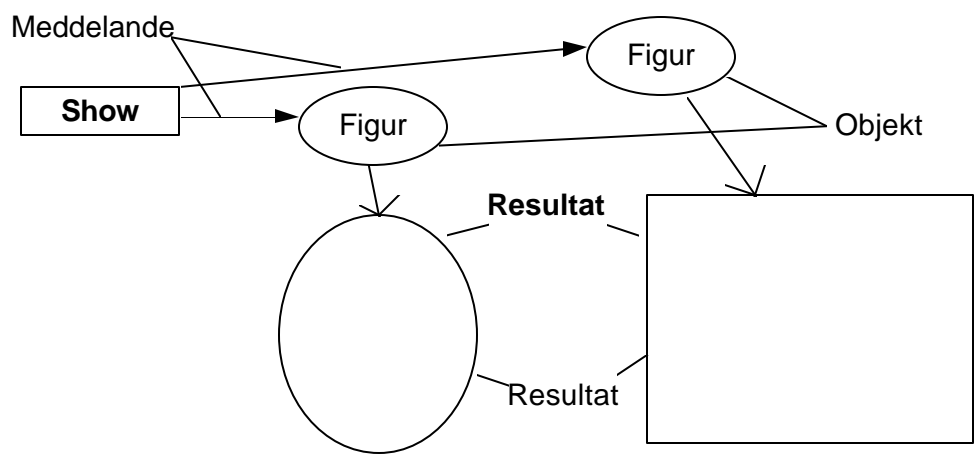 Meddelande
Figur
Show
Figur
Objekt
Resultat
Resultat